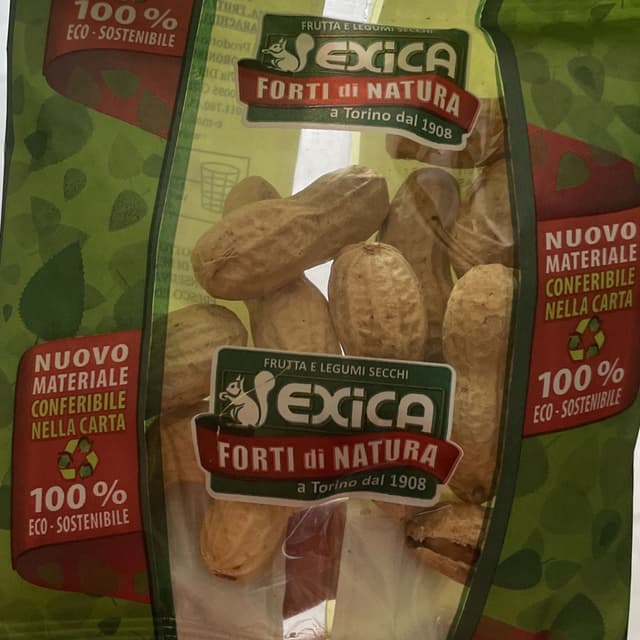 100%
ECO - SOSTENIBILE
FRUTTA E LEGUMI SECCHI
EXiCA
FORTI di NATURA
a Torino dal 1908
NUOVO
MATERIALE
CONFERIBILE
NELLA CARTA
100%
ECO - SOSTENIBILE
NUOVO
MATERIALE
CONFERIBILE
NELLA CARTA
100%
ECO - SOSTENIBILE
FRUTTA E LEGUMI SECCHI
EXiCA
FORTI di NATURA
a Torino dal 1908